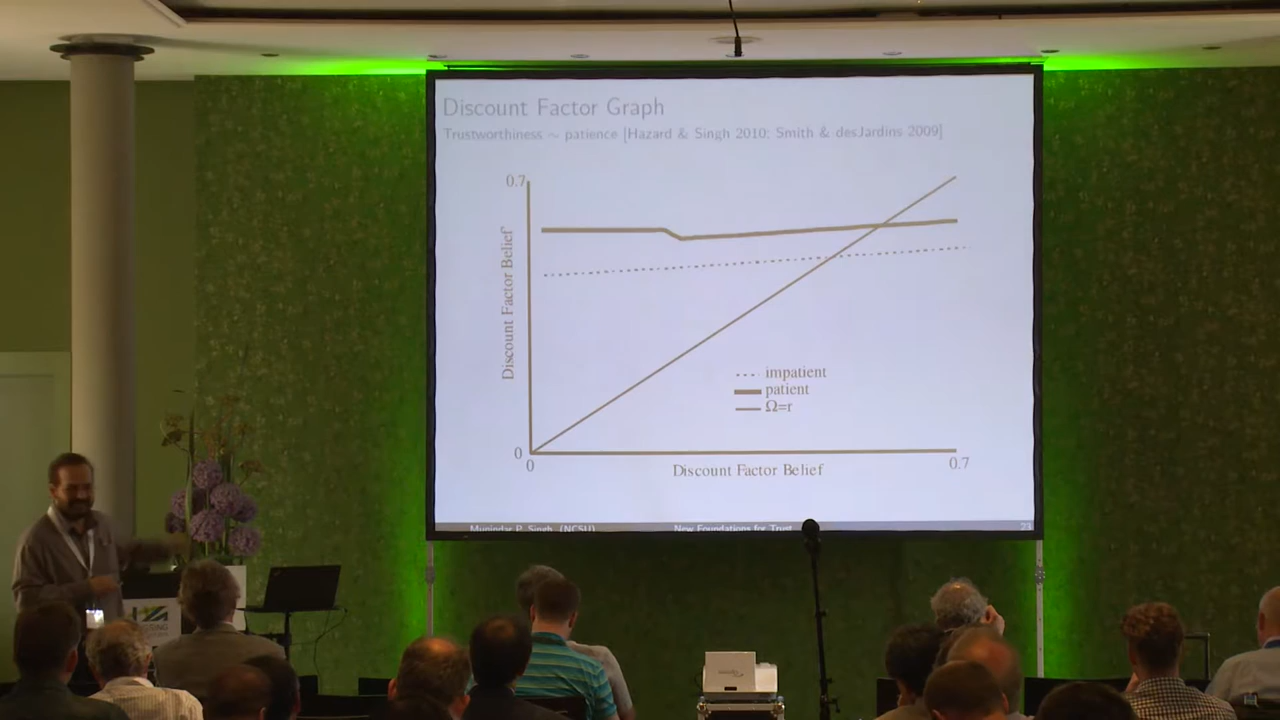 Discount Factor Graph
Trustworthiness ~ patience [Hazard & Singh 2010; Smith & desJardins 2009]
0.7
Discount Factor Belief
impatient
patient
Ω=r
0
0
Discount Factor Belief
0.7
Munindar P. Singh (NCSU)
New Foundations for Trust